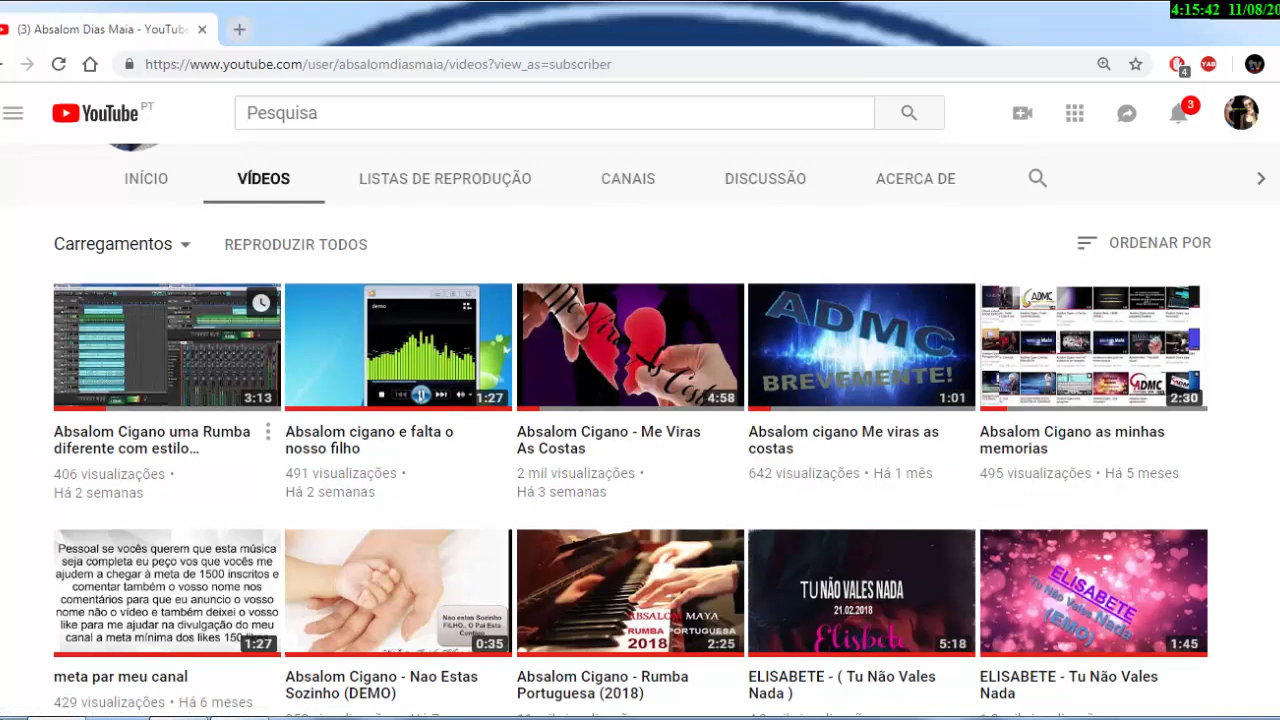 4:15:42 11/08/20
(3) Absalom Dias Maia - YouTube
https://www.youtube.com/user/absalomdiasmaia/videos?view_as=subscriber
4
YAB
YouTube PT
Pesquisa
3
INÍCIO
VÍDEOS
LISTAS DE REPRODUÇÃO
CANAIS
DISCUSSÃO
ACERCA DE
Carregamentos
REPRODUZIR TODOS
ORDENAR POR
3:13
Absalom Cigano uma Rumba
diferente com estilo…
406 visualizações •
Há 2 semanas
demo
1:27
Absalom cigano e falta o
nosso filho
491 visualizações •
Há 2 semanas
4:58
Absalom Cigano - Me Viras
As Costas
2 mil visualizações •
Há 3 semanas
ADMC
BREVEMENTE!
1:01
Absalom cigano Me viras as
costas
642 visualizações • Há 1 mês
ADMC
2:30
Absalom Cigano as minhas
memorias
495 visualizações • Há 5 meses
Pessoal se vocês querem que esta música
seja completa eu peço vos que vocês me
ajudem a chegar à meta de 1500 inscritos e
comentar também o vosso nome nos
comentários para que eu anuncio o vosso
nome não o vídeo e também deixei o vosso
like para me ajudar na divulgação do meu
canal a meta mínima dos likes 150
1:27
meta par meu canal
429 visualizações • Há 6 meses
Nao estas Sozinho
FILHO.. O Pai Esta
0:35
Absalom Cigano - Nao Estas
Sozinho (DEMO)
ABSALOM MAYA
RUMBA PORTUGUESA
2018
2:25
Absalom Cigano - Rumba
Portuguesa (2018)
TU NÃO VALES NADA
21.02.2018
5:18
ELISABETE - ( Tu Não Vales
Nada )
ELISABETE
Tu Não Vales Nada
(EMO)
1:45
ELISABETE - Tu Não Vales
Nada